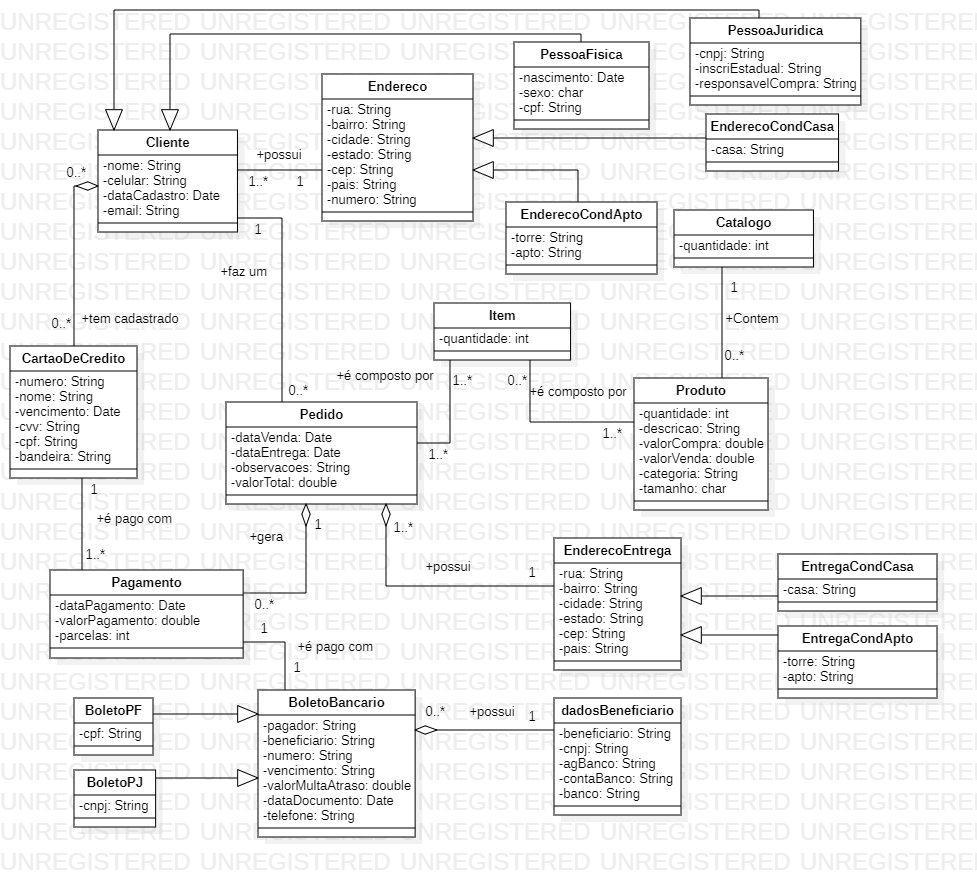 PessoaJuridica
-cnpj: String
-inscriEstadual: String
-responsavelCompra: String
PessoaFisica
-nascimento: Date
-sexo: char
-cpf: String
Endereco
-rua: String
-bairro: String
-cidade: String
-estado: String
-cep: String
-pais: String
-numero: String
EnderecoCondCasa
-casa: String
Cliente
-nome: String
-celular: String
-dataCadastro: Date
-email: String
+possui
1..*
1
0..*
1
EnderecoCondApto
-torre: String
-apto: String
Catalogo
-quantidade: int
+faz um
1
+Contem
0..*
0..*
+tem cadastrado
Item
-quantidade: int
CartaoDeCredito
-numero: String
-nome: String
-vencimento: Date
-cvv: String
-cpf: String
-bandeira: String
+é composto por
1..*
0..*
+é composto por
1..*
0..*
1..*
Produto
-quantidade: int
-descricao: String
-valorCompra: double
-valorVenda: double
-categoria: String
-tamanho: char
Pedido
-dataVenda: Date
-dataEntrega: Date
-observacoes: String
-valorTotal: double
1
+é pago com
1..*
+gera
1
0..*
1..*
+possui
1
EnderecoEntrega
-rua: String
-bairro: String
-cidade: String
-estado: String
-cep: String
-pais: String
EntregaCondCasa
-casa: String
EntregaCondApto
-torre: String
-apto: String
Pagamento
-dataPagamento: Date
-valorPagamento: double
-parcelas: int
1
+é pago com
1
BoletoPF
-cpf: String
BoletoPJ
-cnpj: String
BoletoBancario
-pagador: String
-beneficiario: String
-numero: String
-vencimento: String
-valorMultaAtraso: double
-dataDocumento: Date
-telefone: String
0..*
+possui
1
dadosBeneficiario
-beneficiario: String
-cnpj: String
-agBanco: String
-contaBanco: String
-banco: String
UNREGISTERED